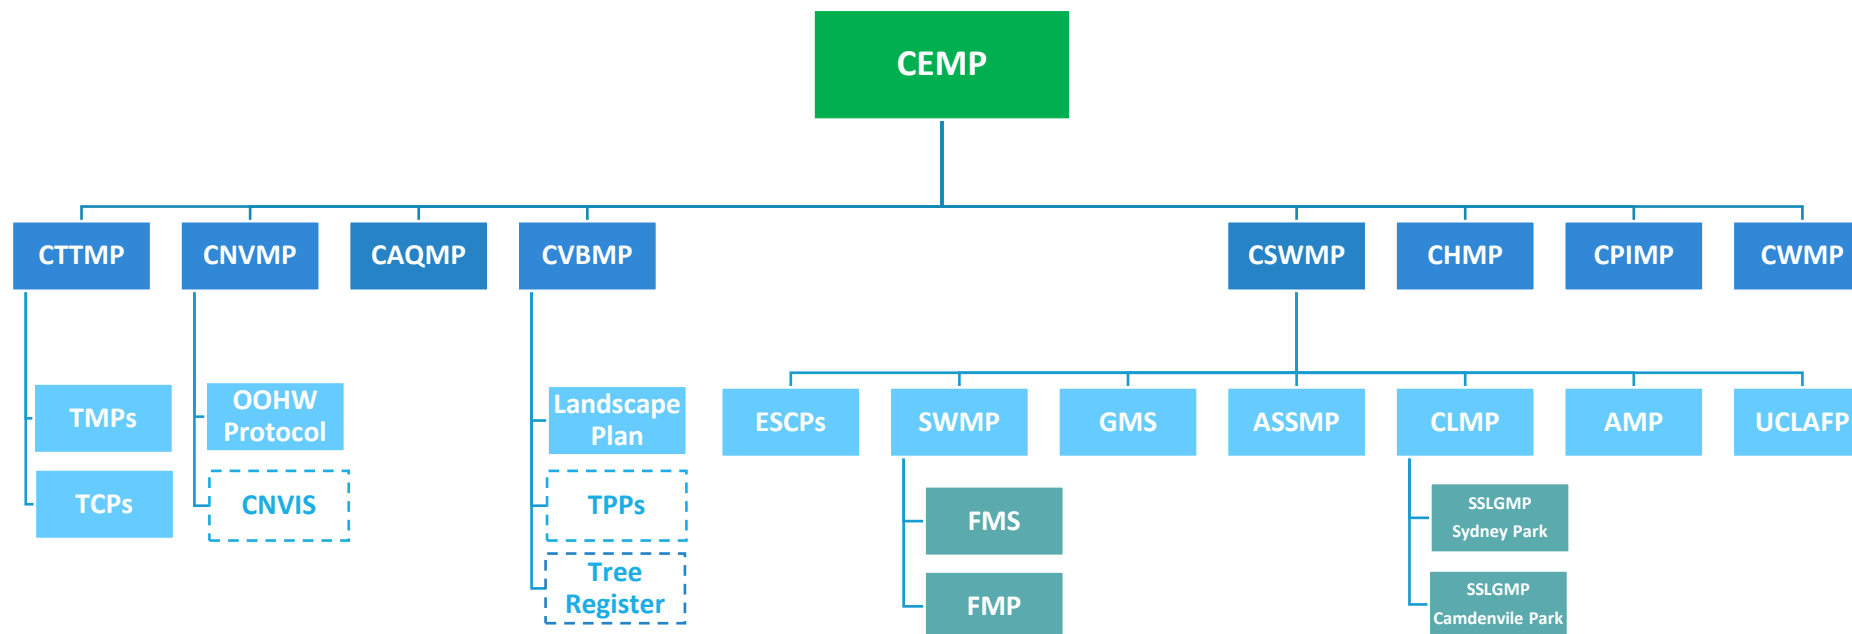 CEMP
CTTMP
CNVMP
CAQMP
CVBMP
CSWMP
CHMP
CPIMP
CWMP
TMPs
TCPs
OOHW
Protocol
CNVIS
Landscape
Plan
TPPs
Tree
Register
ESCPs
SWMP
GMS
ASSMP
CLMP
AMP
UCLAFP
FMS
FMP
SSLGMP
Sydney Park
SSLGMP
Camdenvile Park